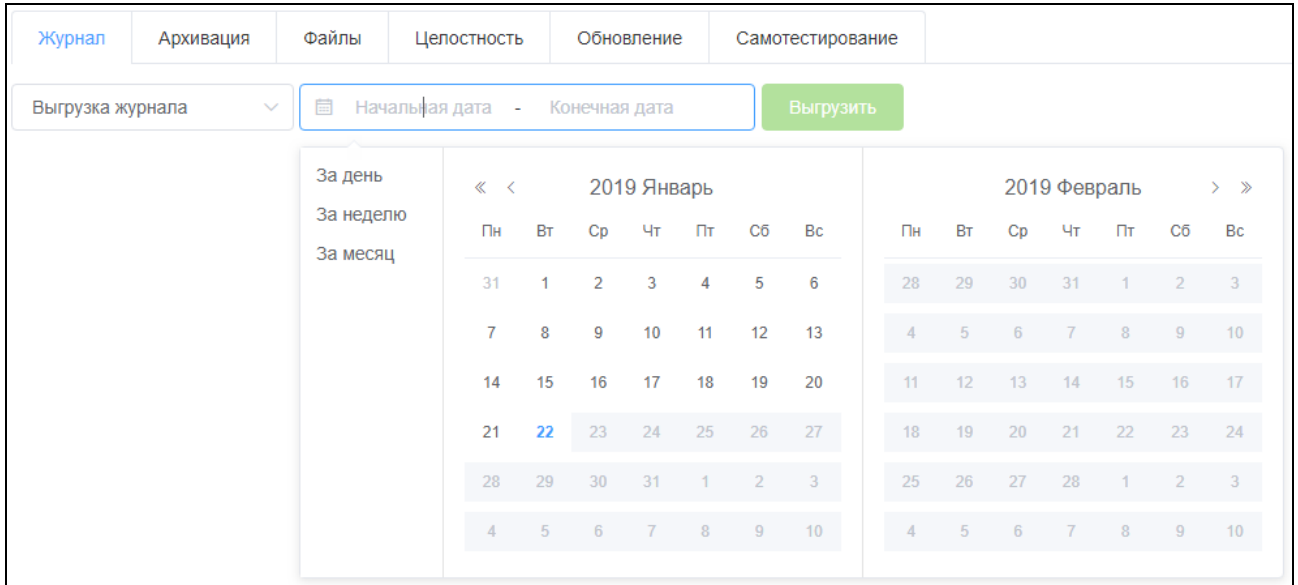 Журнал Архивация Файлы Целостность Обновление Самотестирование
Выгрузка журнала Начальная дата - Конечная дата Выгрузить
За день
За неделю
За месяц
2019 Январь
Пн Вт Ср Чт Пт Сб Вс
31 1 2 3 4 5 6
7 8 9 10 11 12 13
14 15 16 17 18 19 20
21 22 23 24 25 26 27
28 29 30 31 1 2 3
4 5 6 7 8 9 10
2019 Февраль
Пн Вт Ср Чт Пт Сб Вс
28 29 30 31 1 2 3
4 5 6 7 8 9 10
11 12 13 14 15 16 17
18 19 20 21 22 23 24
25 26 27 28 1 2 3
4 5 6 7 8 9 10